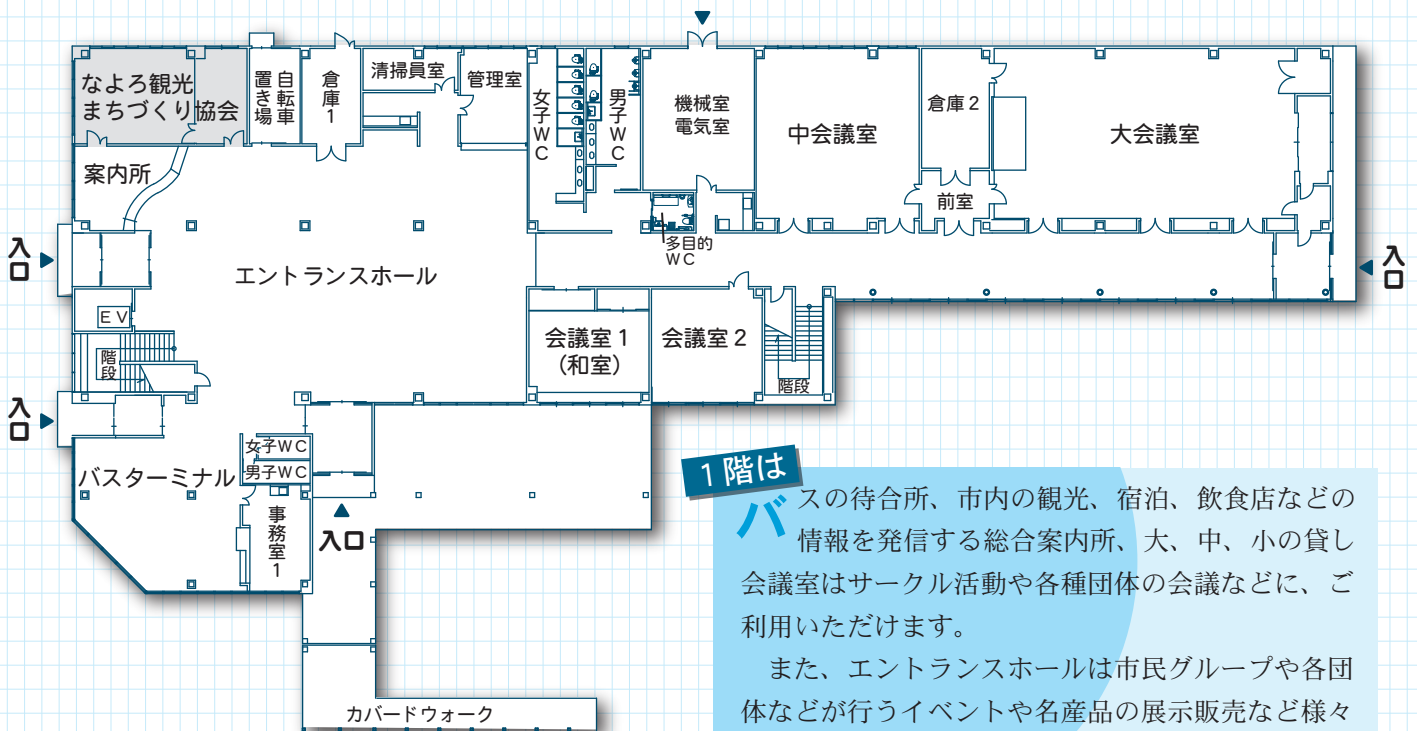 なよろ観光
まちづくり協会
自転車
置き場
倉庫1
清掃員室
管理室
女子WC
男子WC
機械室
電気室
中会議室
倉庫2
大会議室
案内所
前室
多目的
WC
入口
エントランスホール
入口
EV
階段
会議室1
(和室)
会議室2
階段
入口
女子WC
男子WC
バスターミナル
事務室1
入口
カバードウォーク
1階は
バスの待合所、市内の観光、宿泊、飲食店などの
情報を発信する総合案内所、大、中、小の貸し
会議室はサークル活動や各種団体の会議などに、ご
利用いただけます。
また、エントランスホールは市民グループや各団
体などが行うイベントや名産品の展示販売など様々